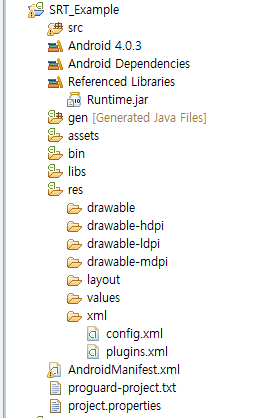 SRT_Example
src
Android 4.0.3
Android Dependencies
Referenced Libraries
Runtime.jar
gen [Generated Java Files]
assets
bin
libs
res
drawable
drawable-hdpi
drawable-ldpi
drawable-mdpi
layout
values
xml
config.xml
plugins.xml
AndroidManifest.xml
proguard-project.txt
project.properties